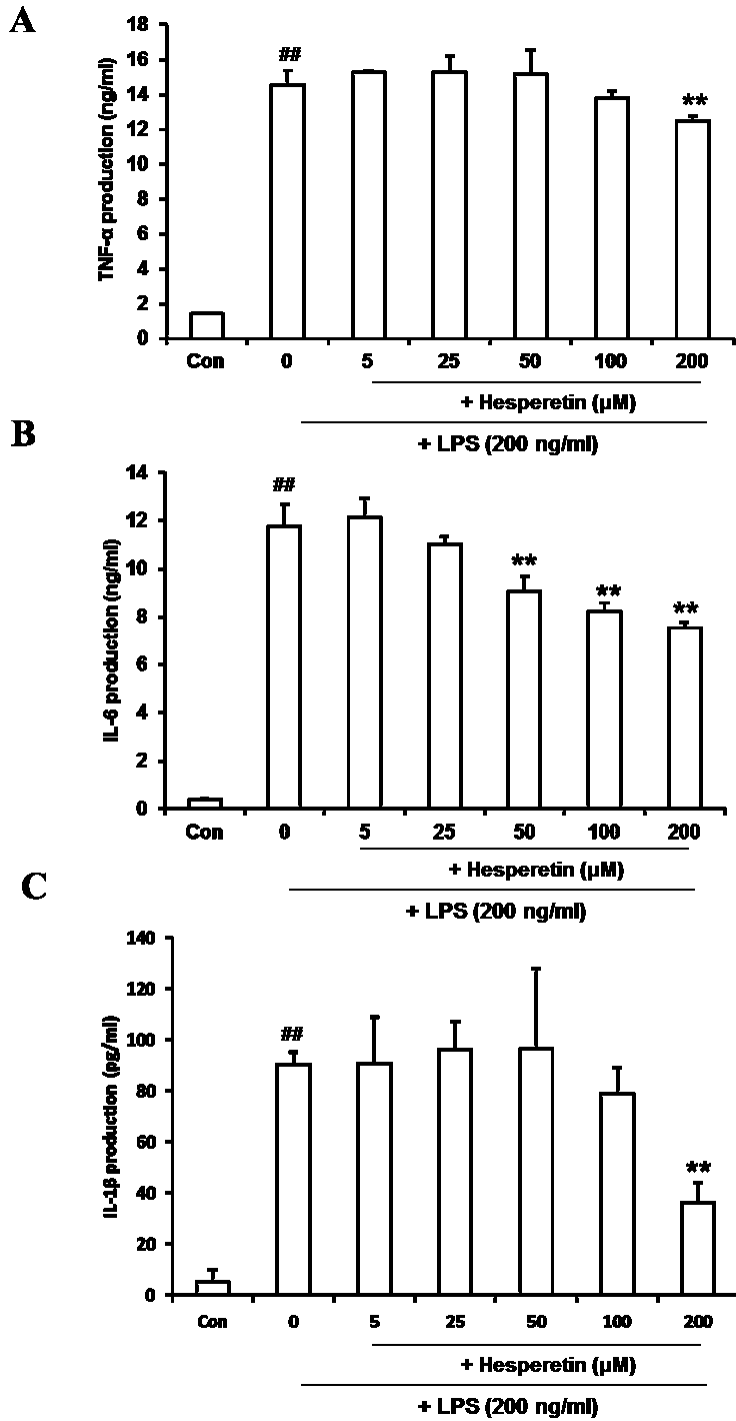 A
TNF-α production (ng/ml)
18
16
14
12
10
8
6
4
2
0
##
**
Con 0 5 25 50 100 200
+ Hesperetin (μM)
+ LPS (200 ng/ml)
B
IL-6 production (ng/ml)
14
12
10
8
6
4
2
0
##
**
**
**
Con 0 5 25 50 100 200
+ Hesperetin (μM)
+ LPS (200 ng/ml)
C
IL-1β production (pg/ml)
140
120
100
80
60
40
20
0
##
**
Con 0 5 25 50 100 200
+ Hesperetin (μM)
+ LPS (200 ng/ml)